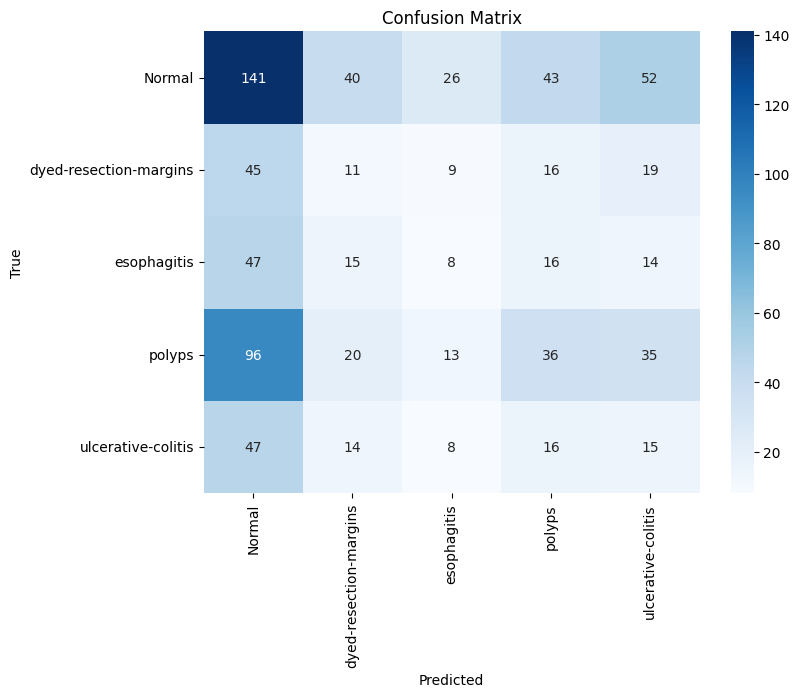 Confusion Matrix
Normal 141 40 26 43 52
dyed-resection-margins 45 11 9 16 19
esophagitis 47 15 8 16 14
polyps 96 20 13 36 35
ulcerative-colitis 47 14 8 16 15
True
Normal
dyed-resection-margins
esophagitis
polyps
ulcerative-colitis
Predicted
140
120
100
80
60
40
20